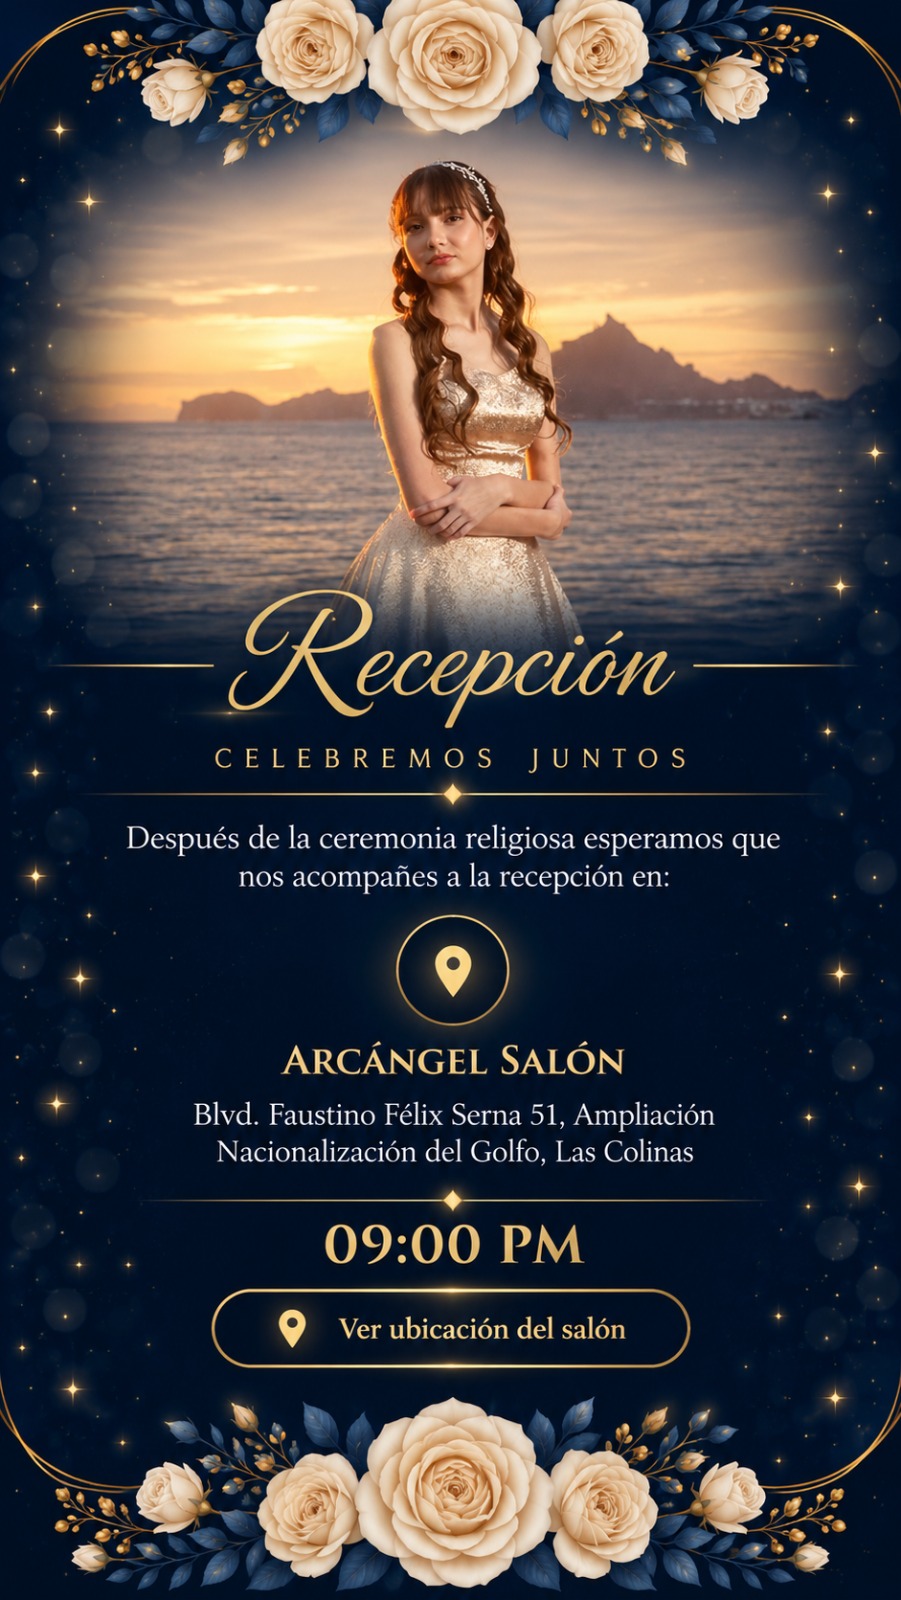 Recepción
CELEBREMOS JUNTOS
Después de la ceremonia religiosa esperamos que
nos acompañes a la recepción en:
ARCÁNGEL SALÓN
Blvd. Faustino Félix Serna 51, Ampliación
Nacionalización del Golfo, Las Colinas
09:00 PM
Ver ubicación del salón